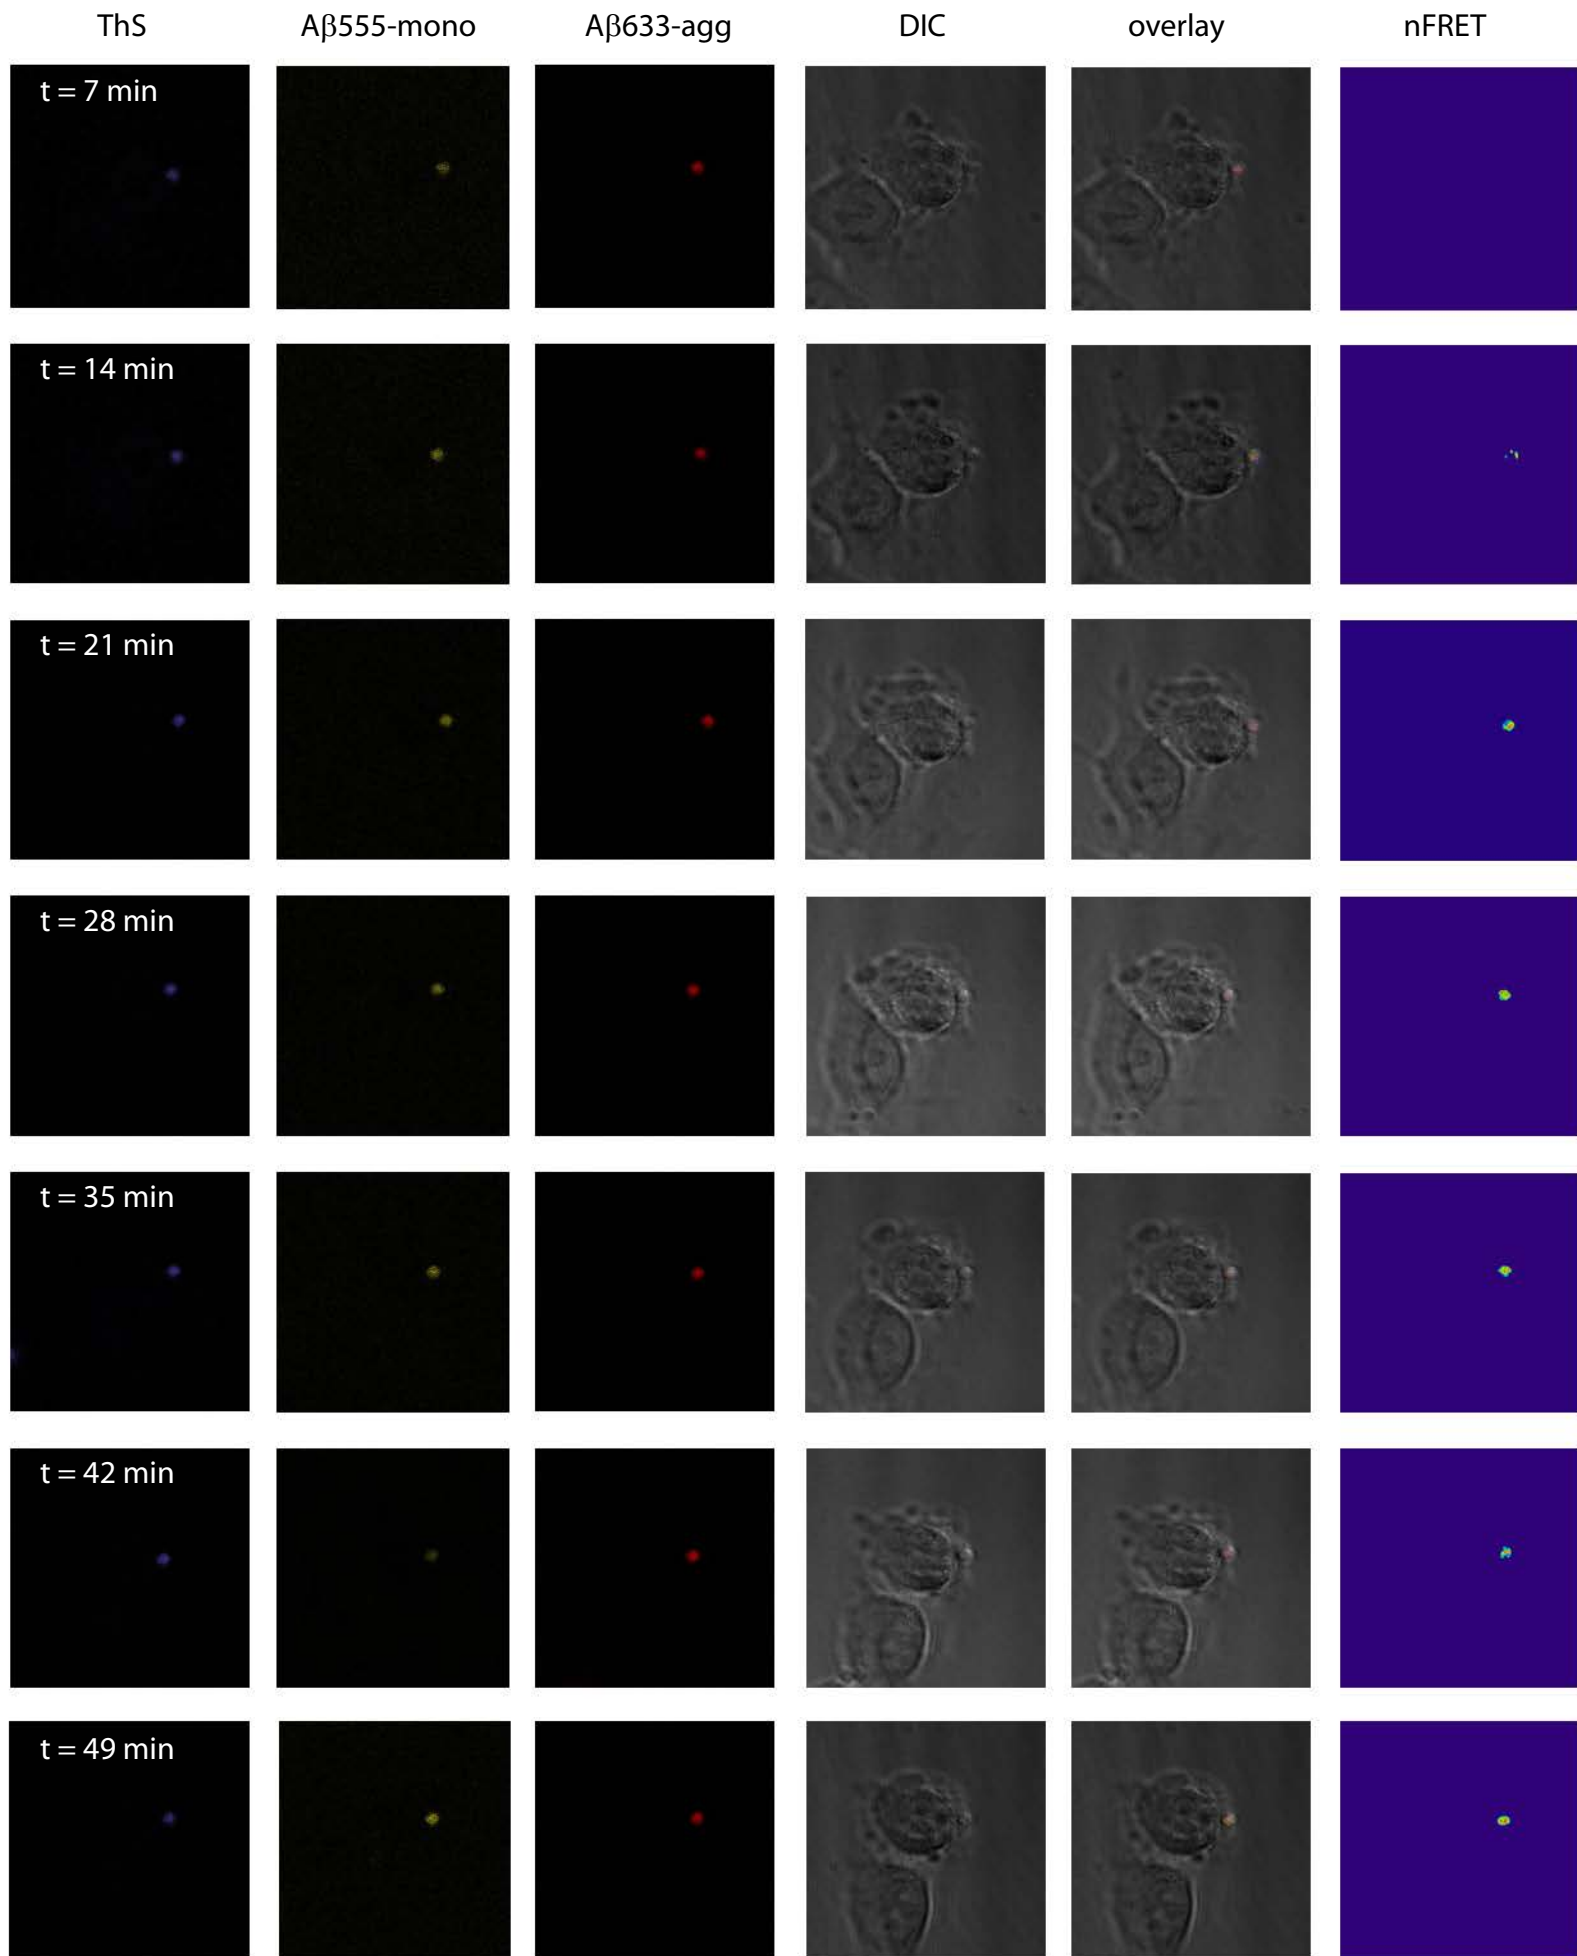 ThS Aβ555-mono Aβ633-agg DIC overlay nFRET
t = 7 min
t = 14 min
t = 21 min
t = 28 min
t = 35 min
t = 42 min
t = 49 min